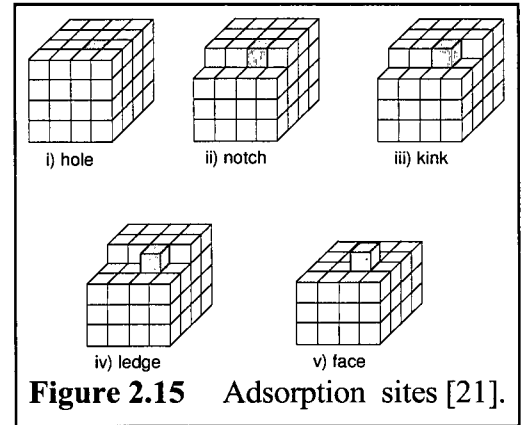 i) hole
ii) notch
iii) kink
iv) ledge
v) face
Figure 2.15 Adsorption sites [21].